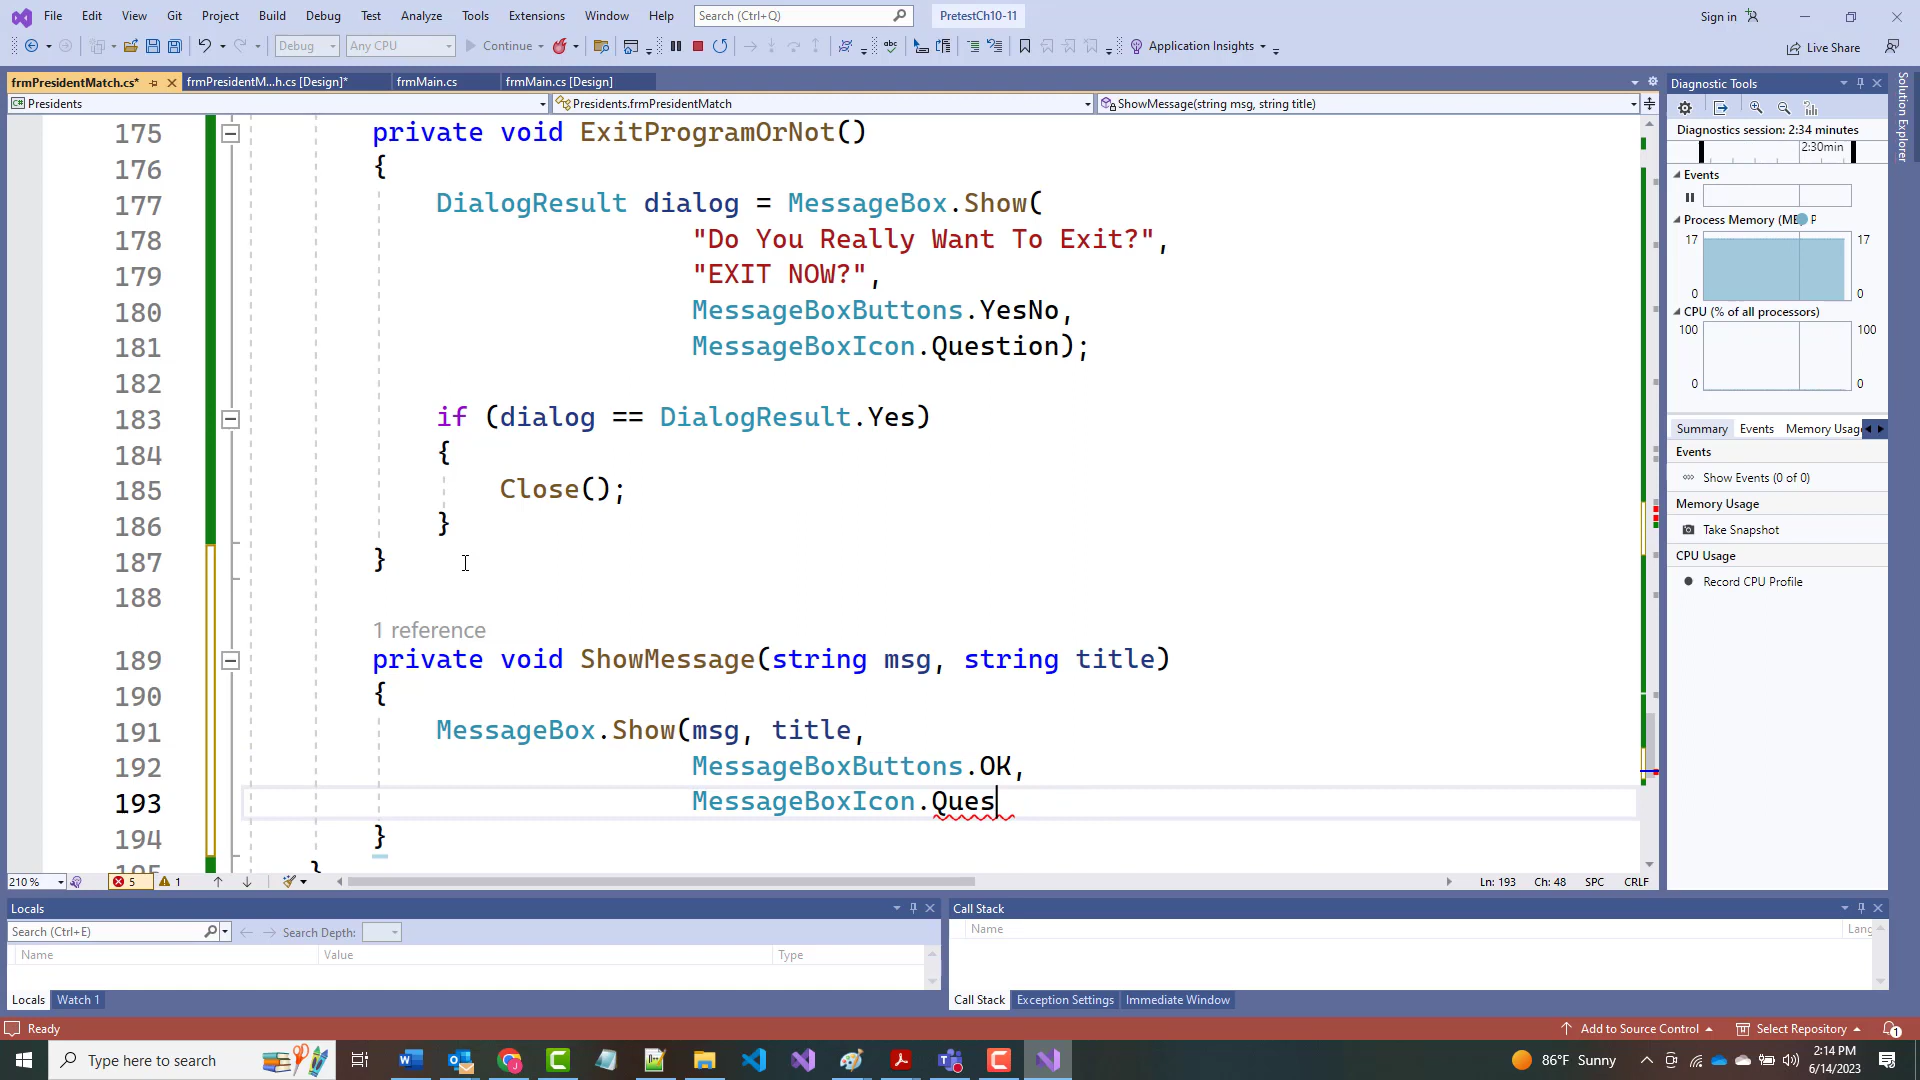 File Edit View Git Project Build Debug Test Analyze Tools Extensions Window Help Search (Ctrl+Q) PretestCh10-11 Sign in
Debug Any CPU Continue Application Insights Live Share
frmPresidentMatch.cs* frmPresidentM...h.cs [Design]* frmMain.cs frmMain.cs [Design]
Presidents Presidents.frmPresidentMatch ShowMessage(string msg, string title)
175 private void ExitProgramOrNot()
176 {
177 DialogResult dialog = MessageBox.Show(
178 "Do You Really Want To Exit?",
179 "EXIT NOW?",
180 MessageBoxButtons.YesNo,
181 MessageBoxIcon.Question);
182
183 if (dialog == DialogResult.Yes)
184 {
185 Close();
186 }
187 }
188
1 reference
189 private void ShowMessage(string msg, string title)
190 {
191 MessageBox.Show(msg, title,
192 MessageBoxButtons.OK,
193 MessageBoxIcon.Ques
194 }
210 % 5 1 Ln: 193 Ch: 48 SPC CRLF
Diagnostic Tools
Diagnostics session: 2:34 minutes
2:30min
Events
Process Memory (MB) P
17 17
0 0
CPU (% of all processors)
100 100
0 0
Summary Events Memory Usage
Events
Show Events (0 of 0)
Memory Usage
Take Snapshot
CPU Usage
Record CPU Profile
Solution Explorer
Locals
Search (Ctrl+E) Search Depth:
Name Value Type
Locals Watch 1
Call Stack
Name Lang
Call Stack Exception Settings Immediate Window
Ready Add to Source Control Select Repository 1
Type here to search 86°F Sunny 2:14 PM
6/14/2023